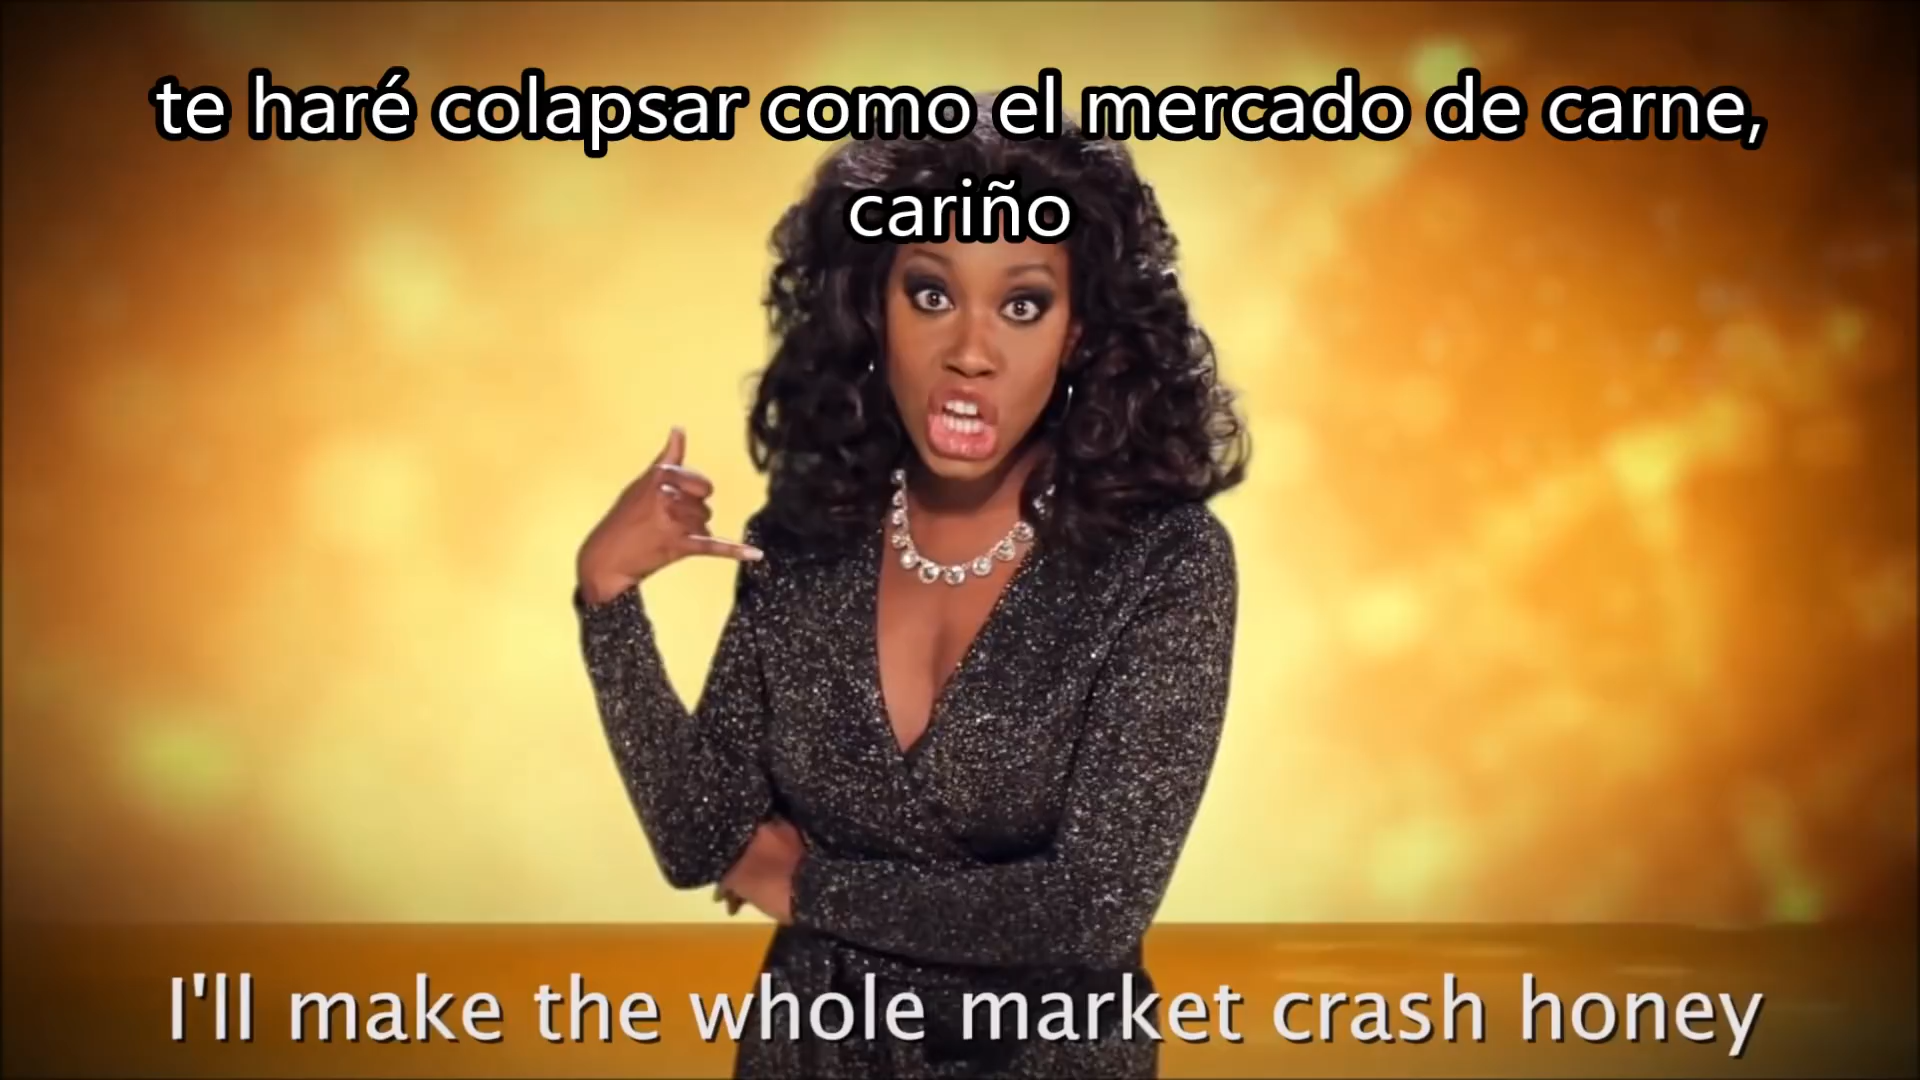 te haré colapsar como el mercado de carne,
cariño
I'll make the whole market crash honey